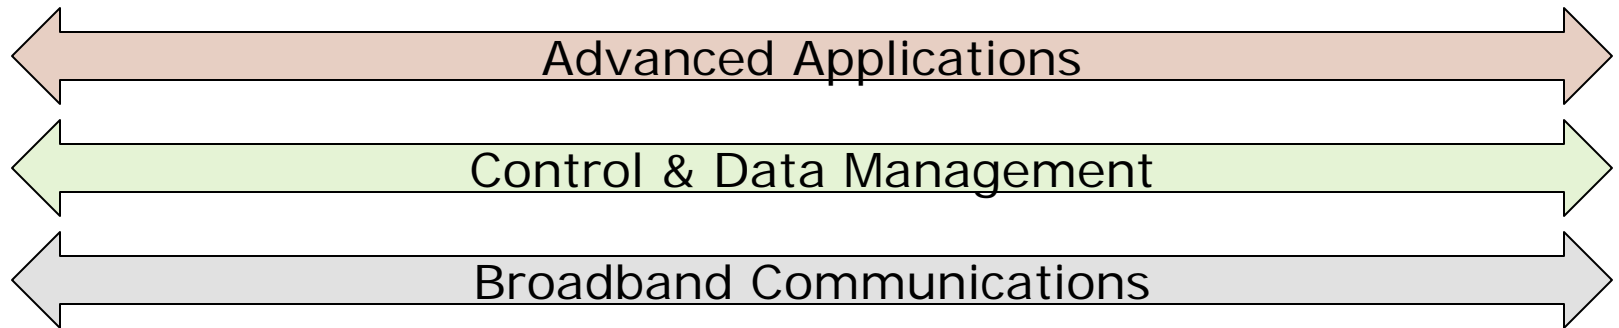 Advanced Applications
Control & Data Management
Broadband Communications